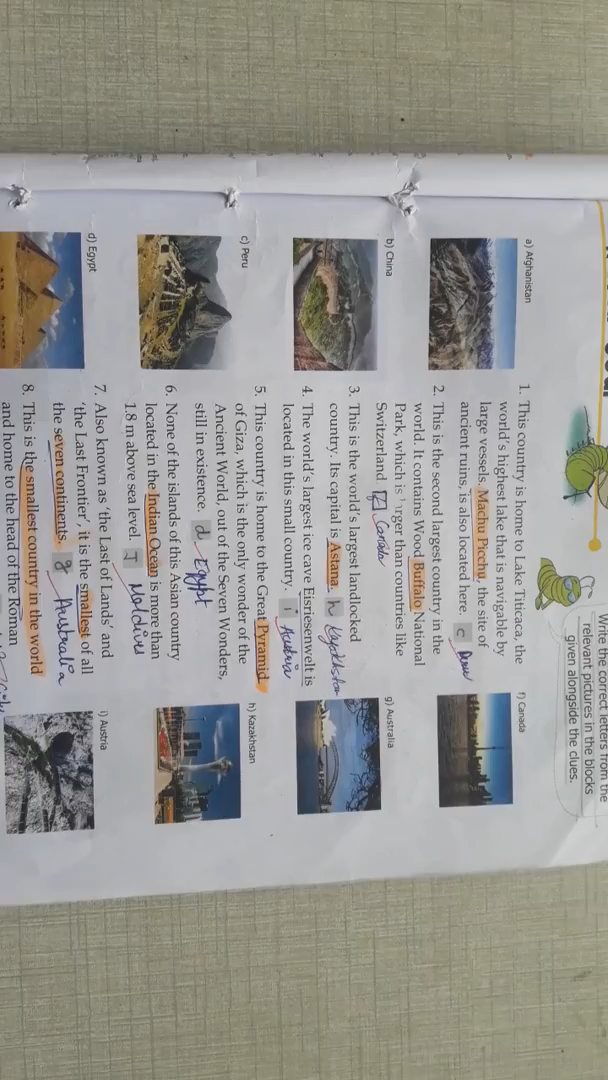 Write the correct letters from the
relevant pictures in the blocks
given alongside the clues.
a) Afghanistan
b) China
c) Peru
d) Egypt
1. This country is home to Lake Titicaca, the
world's highest lake that is navigable by
large vessels. Machu Picchu, the site of
ancient ruins, is also located here. c Peru
2. This is the second largest country in the
world. It contains Wood Buffalo National
Park, which is larger than countries like
Switzerland f Canada
3. This is the world's largest landlocked
country. Its capital is Astana. h Kazakhstan
4. The world's largest ice cave Eisriesenwelt is
located in this small country. i Austria
5. This country is home to the Great Pyramid
of Giza, which is the only wonder of the
Ancient World, out of the Seven Wonders,
still in existence. d Egypt
6. None of the islands of this Asian country
located in the Indian Ocean is more than
1.8 m above sea level. J Maldives
7. Also known as 'the Last of Lands' and
'the Last Frontier', it is the smallest of all
the seven continents. g Australia
8. This is the smallest country in the world
and home to the head of the Roman
f) Canada
g) Australia
h) Kazakhstan
i) Austria